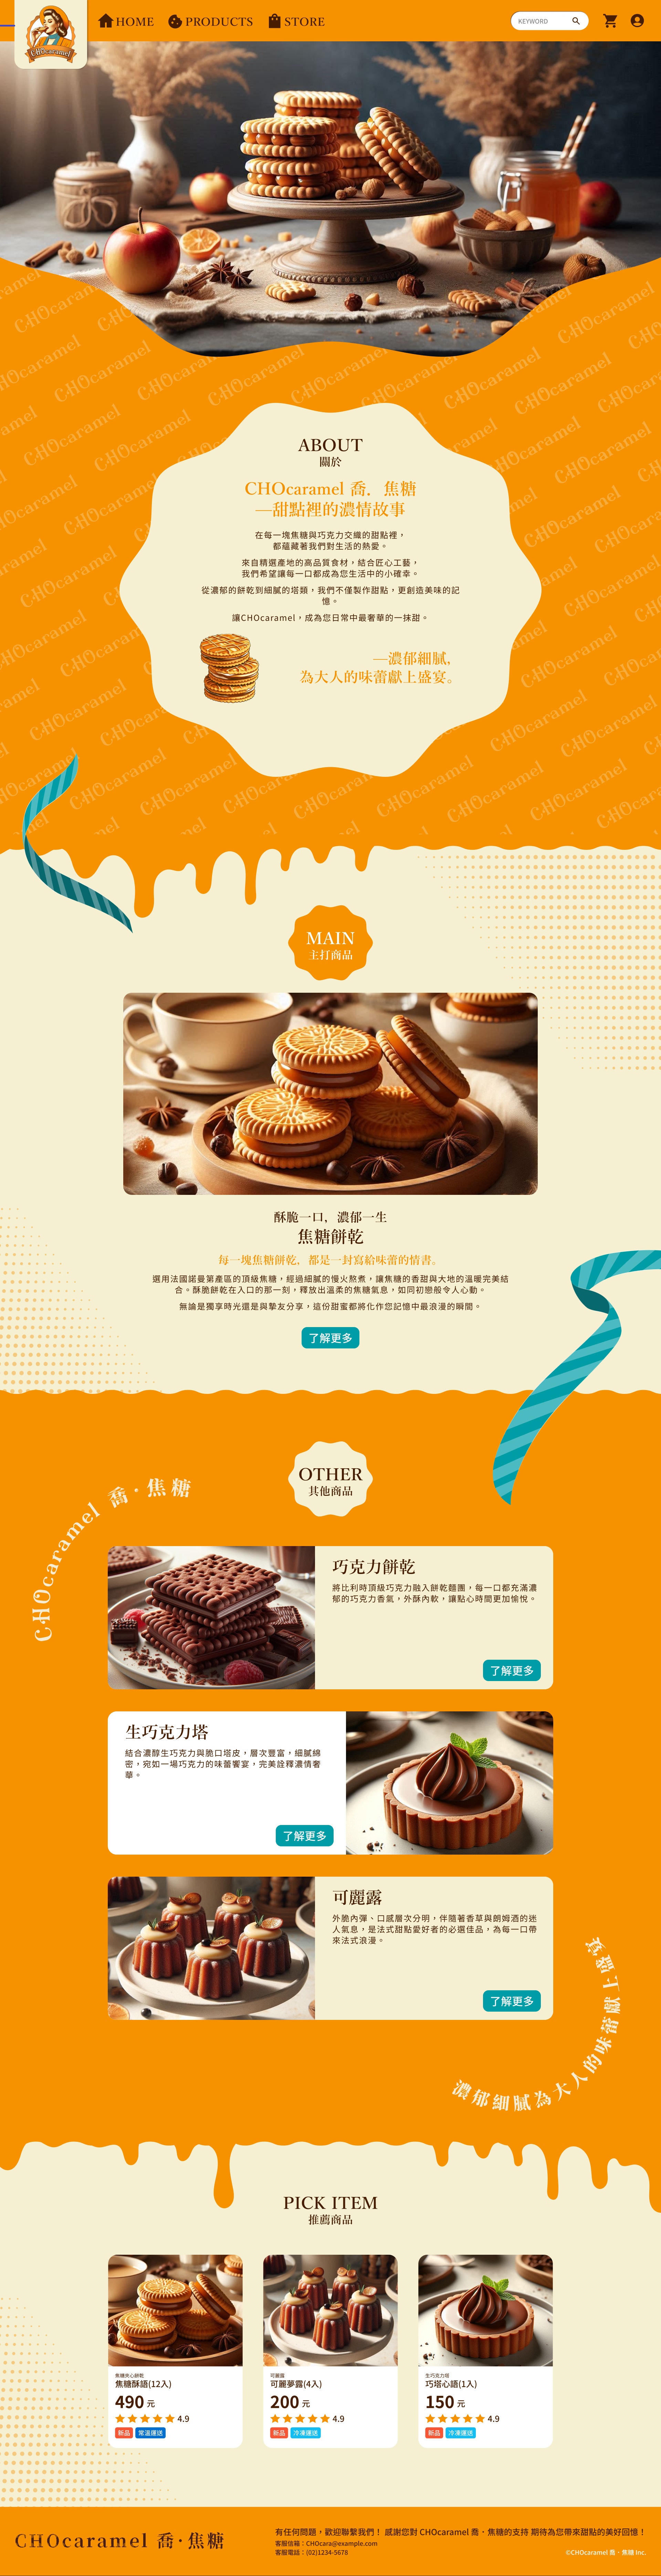 CHOcaramel
HOME
PRODUCTS
STORE
KEYWORD
ABOUT
關於
CHOcaramel 喬．焦糖
—甜點裡的濃情故事
在每一塊焦糖與巧克力交織的甜點裡，
都蘊藏著我們對生活的熱愛。
來自精選產地的高品質食材，結合匠心工藝，
我們希望讓每一口都成為您生活中的小確幸。
從濃郁的餅乾到細膩的塔類，我們不僅製作甜點，更創造美味的記
憶。
讓CHOcaramel，成為您日常中最奢華的一抹甜。
—濃郁細膩，
為大人的味蕾獻上盛宴。
MAIN
主打商品
酥脆一口，濃郁一生
焦糖餅乾
每一塊焦糖餅乾，都是一封寫給味蕾的情書。
選用法國諾曼第產區的頂級焦糖，經過細膩的慢火熬煮，讓焦糖的香甜與大地的溫暖完美結
合。酥脆餅乾在入口的那一刻，釋放出溫柔的焦糖氣息，如同初戀般令人心動。
無論是獨享時光還是與摯友分享，這份甜蜜都將化作您記憶中最浪漫的瞬間。
了解更多
OTHER
其他商品
CHOcaramel 喬·焦糖
巧克力餅乾
將比利時頂級巧克力融入餅乾麵團，每一口都充滿濃
郁的巧克力香氣，外酥內軟，讓點心時間更加愉悅。
了解更多
生巧克力塔
結合濃醇生巧克力與脆口塔皮，層次豐富，細膩綿
密，宛如一場巧克力的味蕾饗宴，完美詮釋濃情奢
華。
了解更多
可麗露
外脆內彈、口感層次分明，伴隨著香草與朗姆酒的迷
人氣息，是法式甜點愛好者的必選佳品，為每一口帶
來法式浪漫。
了解更多
濃郁細膩為大人的味蕾獻上盛宴
PICK ITEM
推薦商品
焦糖夾心餅乾
焦糖酥語(12入)
490 元
4.9
新品 常溫運送
可麗露
可麗夢露(4入)
200 元
4.9
新品 冷凍運送
生巧克力塔
巧塔心語(1入)
150 元
4.9
新品 冷凍運送
CHOcaramel 喬·焦糖
有任何問題，歡迎聯繫我們！ 感謝您對 CHOcaramel 喬．焦糖的支持 期待為您帶來甜點的美好回憶！
客服信箱：CHOcara@example.com
客服電話：(02)1234-5678
©CHOcaramel 喬．焦糖 Inc.